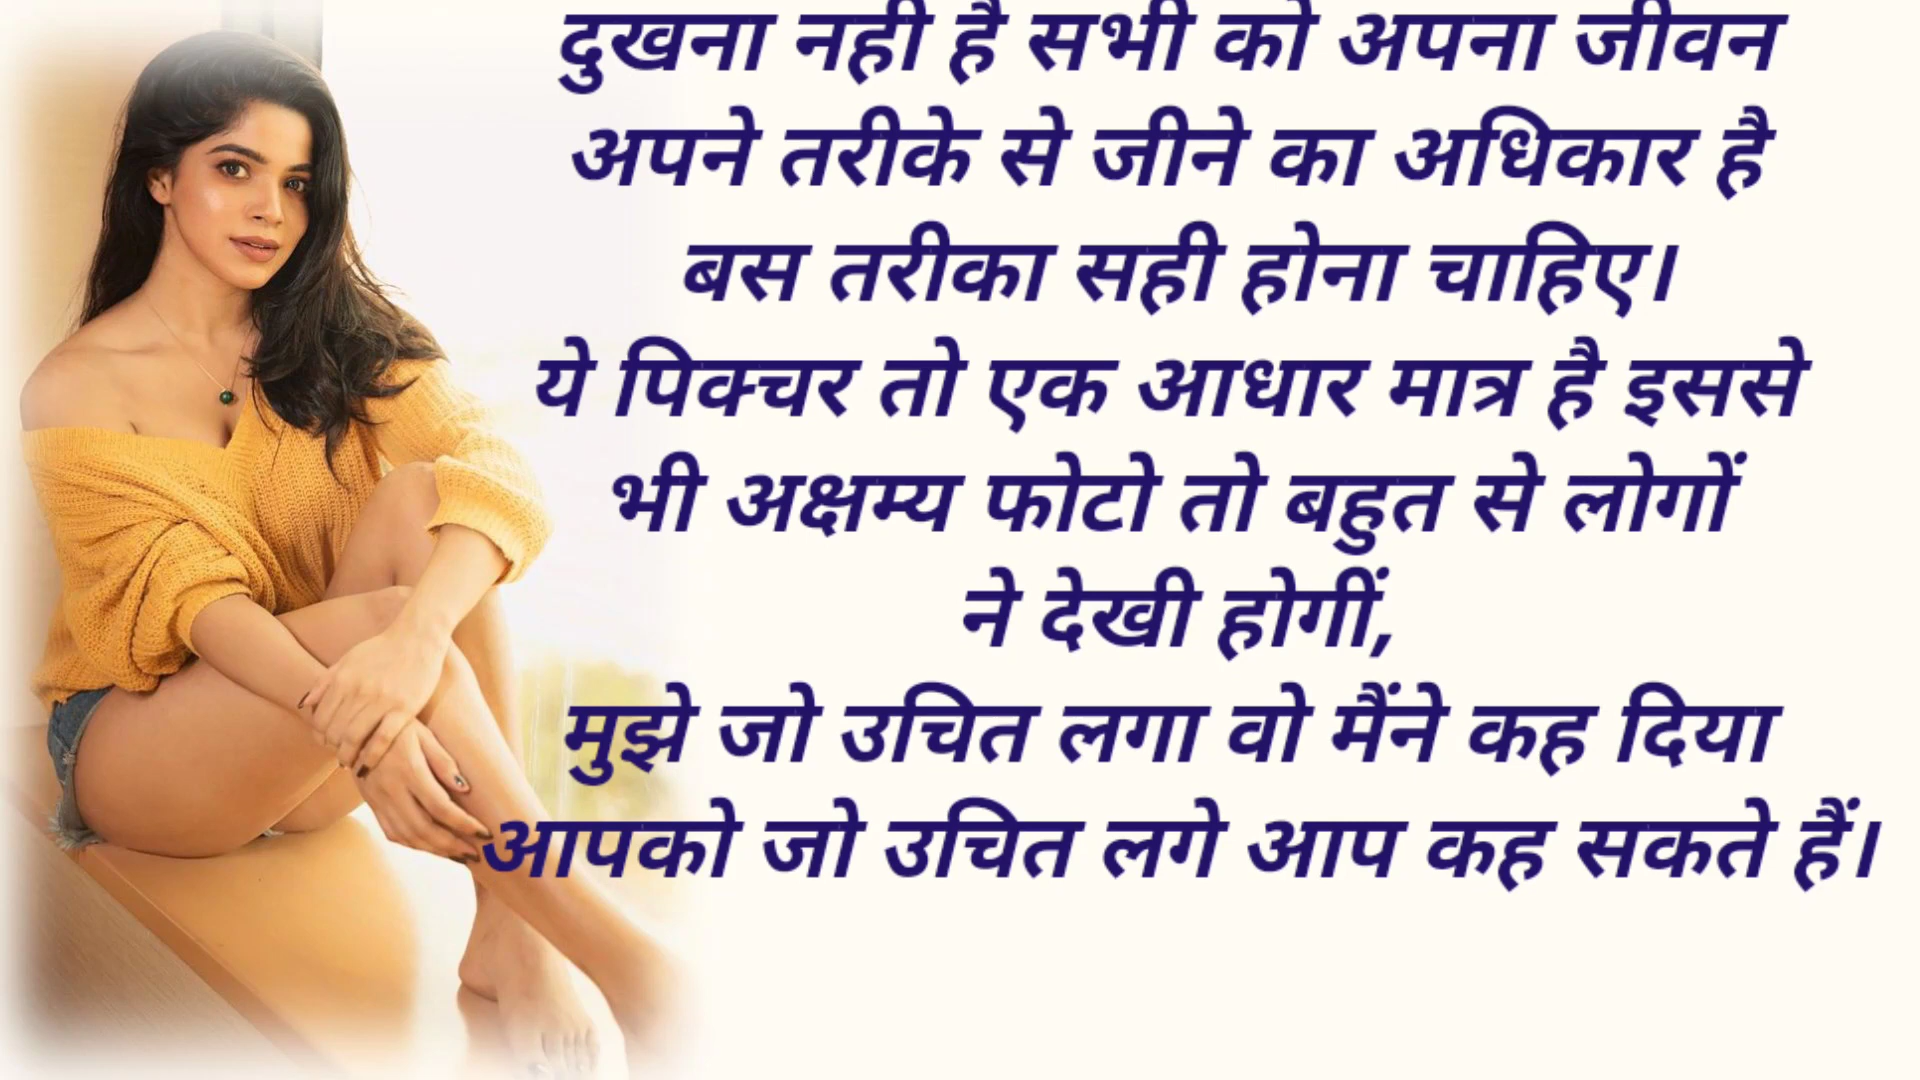 दुखना नही है सभी को अपना जीवन
अपने तरीके से जीने का अधिकार है
बस तरीका सही होना चाहिए।
ये पिक्चर तो एक आधार मात्र है इससे
भी अक्षम्य फोटो तो बहुत से लोगों
ने देखी होगीं,
मुझे जो उचित लगा वो मैंने कह दिया
आपको जो उचित लगे आप कह सकते हैं।